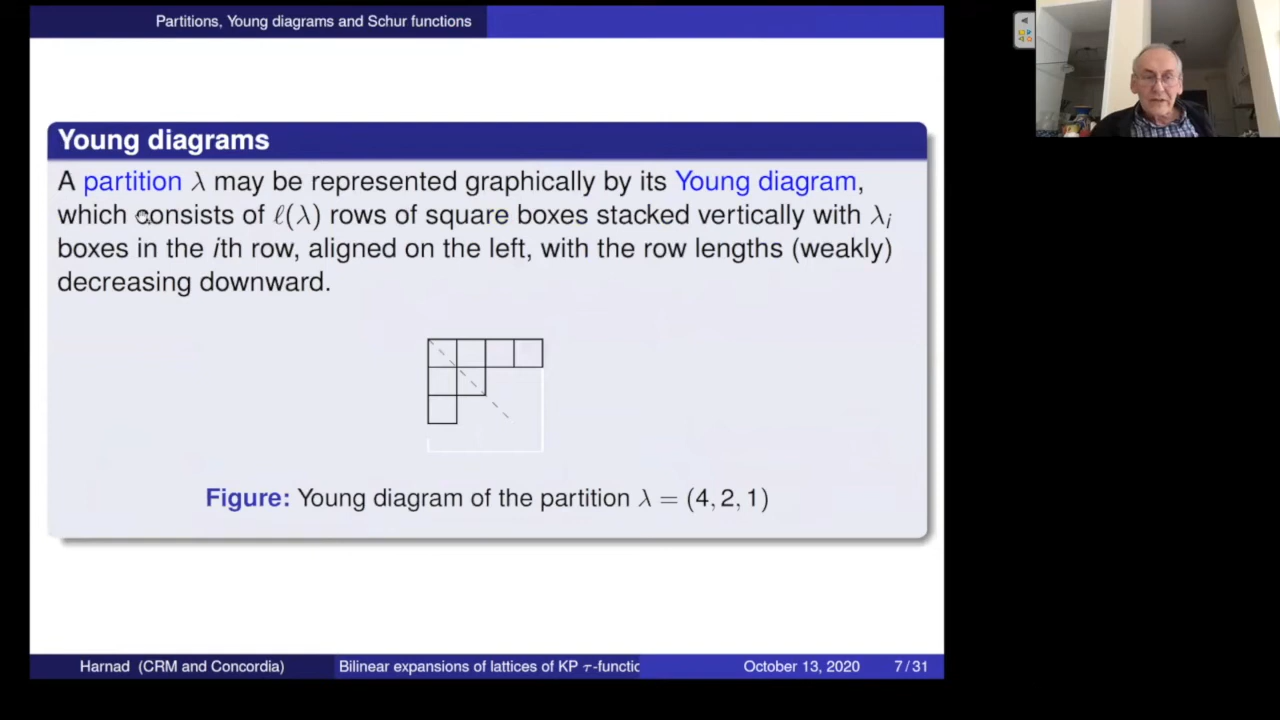 Partitions, Young diagrams and Schur functions
Young diagrams
A partition λ may be represented graphically by its Young diagram,
which consists of ℓ(λ) rows of square boxes stacked vertically with λᵢ
boxes in the ith row, aligned on the left, with the row lengths (weakly)
decreasing downward.
Figure: Young diagram of the partition λ = (4, 2, 1)
Harnad (CRM and Concordia) Bilinear expansions of lattices of KP τ-functic October 13, 2020 7 / 31